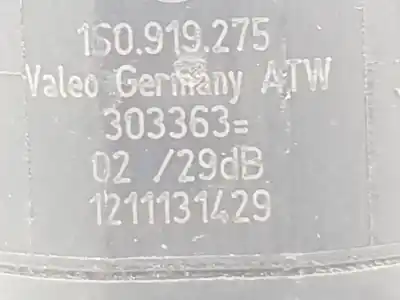 1S0.919.275
Valeo Germany ATW
303363=
02 /29dB
1211131429